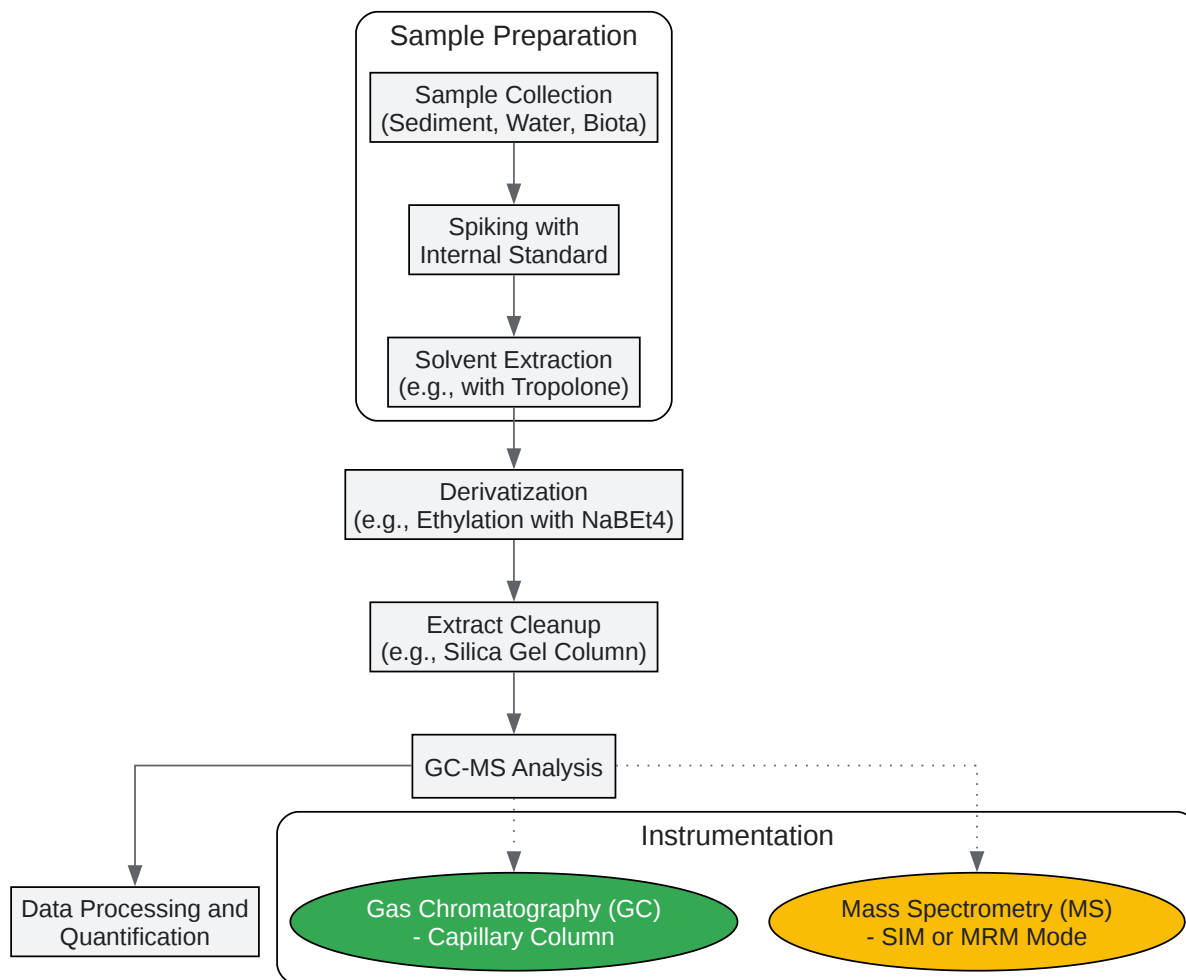 Sample Preparation
Sample Collection
(Sediment, Water, Biota)
Spiking with
Internal Standard
Solvent Extraction
(e.g., with Tropolone)
Derivatization
(e.g., Ethylation with NaBEt4)
Extract Cleanup
(e.g., Silica Gel Column)
GC-MS Analysis
Instrumentation
Data Processing and
Quantification
Gas Chromatography (GC)
- Capillary Column
Mass Spectrometry (MS)
- SIM or MRM Mode